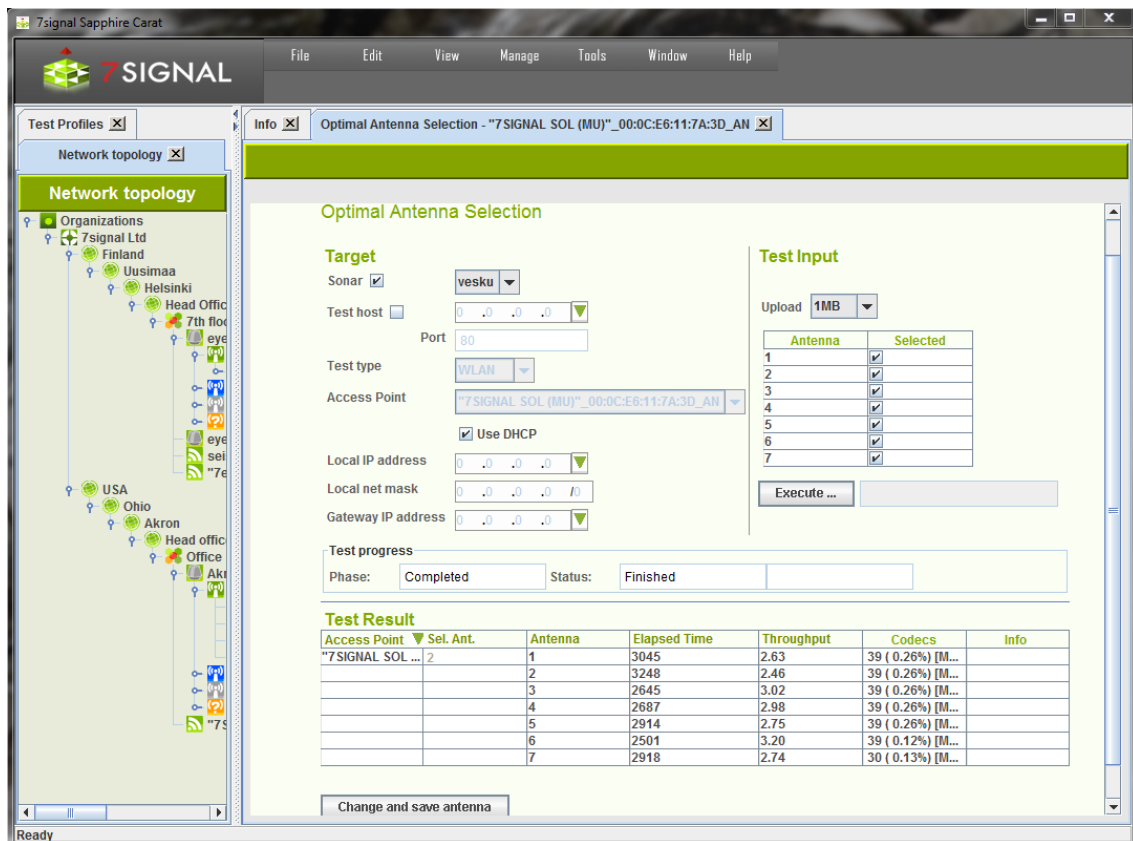 7signal Sapphire Carat
7SIGNAL
File Edit View Manage Tools Window Help
Test Profiles
Network topology
Network topology
Organizations
7signal Ltd
Finland
Uusimaa
Helsinki
Head Offic
7th floo
eye
eye
sei
"7e
USA
Ohio
Akron
Head office
Office
Akr
"7S
Info
Optimal Antenna Selection - "7SIGNAL SOL (MU)"_00:0C:E6:11:7A:3D_AN
Optimal Antenna Selection
Target
Sonar vesku
Test host 0 .0 .0 .0
Port 80
Test type WLAN
Access Point "7SIGNAL SOL (MU)"_00:0C:E6:11:7A:3D_AN
Use DHCP
Local IP address 0 .0 .0 .0
Local net mask 0 .0 .0 .0 /0
Gateway IP address 0 .0 .0 .0
Test Input
Upload 1MB
Antenna Selected
1
2
3
4
5
6
7
Execute ...
Test progress
Phase: Completed Status: Finished
Test Result
Access Point Sel. Ant. Antenna Elapsed Time Throughput Codecs Info
"7SIGNAL SOL ... 2 1 3045 2.63 39 ( 0.26%) [M...
2 3248 2.46 39 ( 0.26%) [M...
3 2645 3.02 39 ( 0.26%) [M...
4 2687 2.98 39 ( 0.26%) [M...
5 2914 2.75 39 ( 0.26%) [M...
6 2501 3.20 39 ( 0.12%) [M...
7 2918 2.74 30 ( 0.13%) [M...
Change and save antenna
Ready